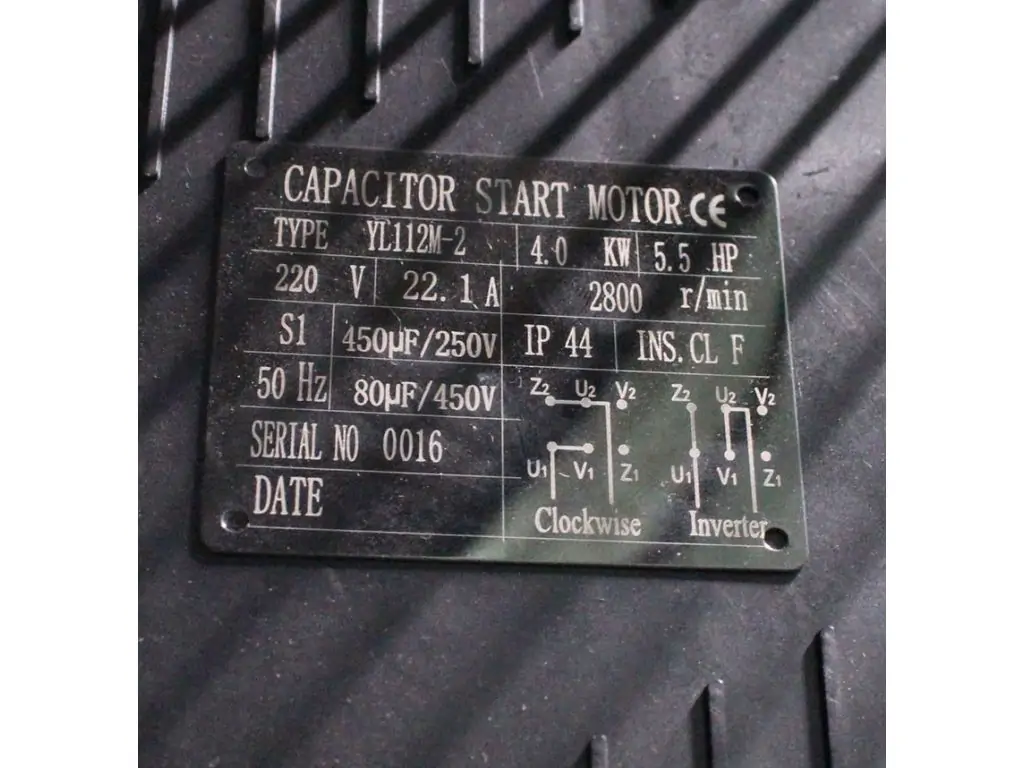 CAPACITOR START MOTOR CE
TYPE YL112M-2 4.0 KW 5.5 HP
220 V 22.1 A 2800 r/min
S1 450μF/250V IP 44 INS.CL F
50 Hz 80μF/450V
Z2 U2 V2 Z2 U2 V2
SERIAL NO 0016
U1 V1 Z1 U1 V1 Z1
DATE
Clockwise Inverter